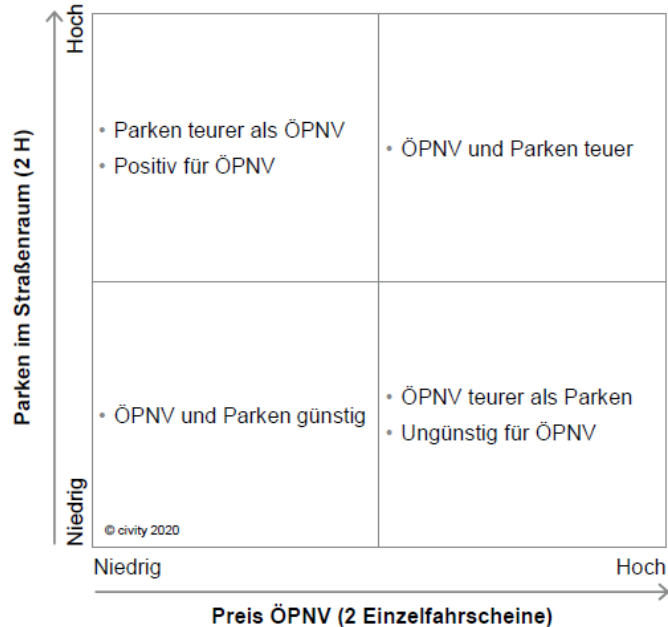 Hoch
Parken im Straßenraum (2 H)
Niedrig
• Parken teurer als ÖPNV
• Positiv für ÖPNV
• ÖPNV und Parken teuer
• ÖPNV und Parken günstig
• ÖPNV teurer als Parken
• Ungünstig für ÖPNV
© civity 2020
Niedrig
Hoch
Preis ÖPNV (2 Einzelfahrscheine)